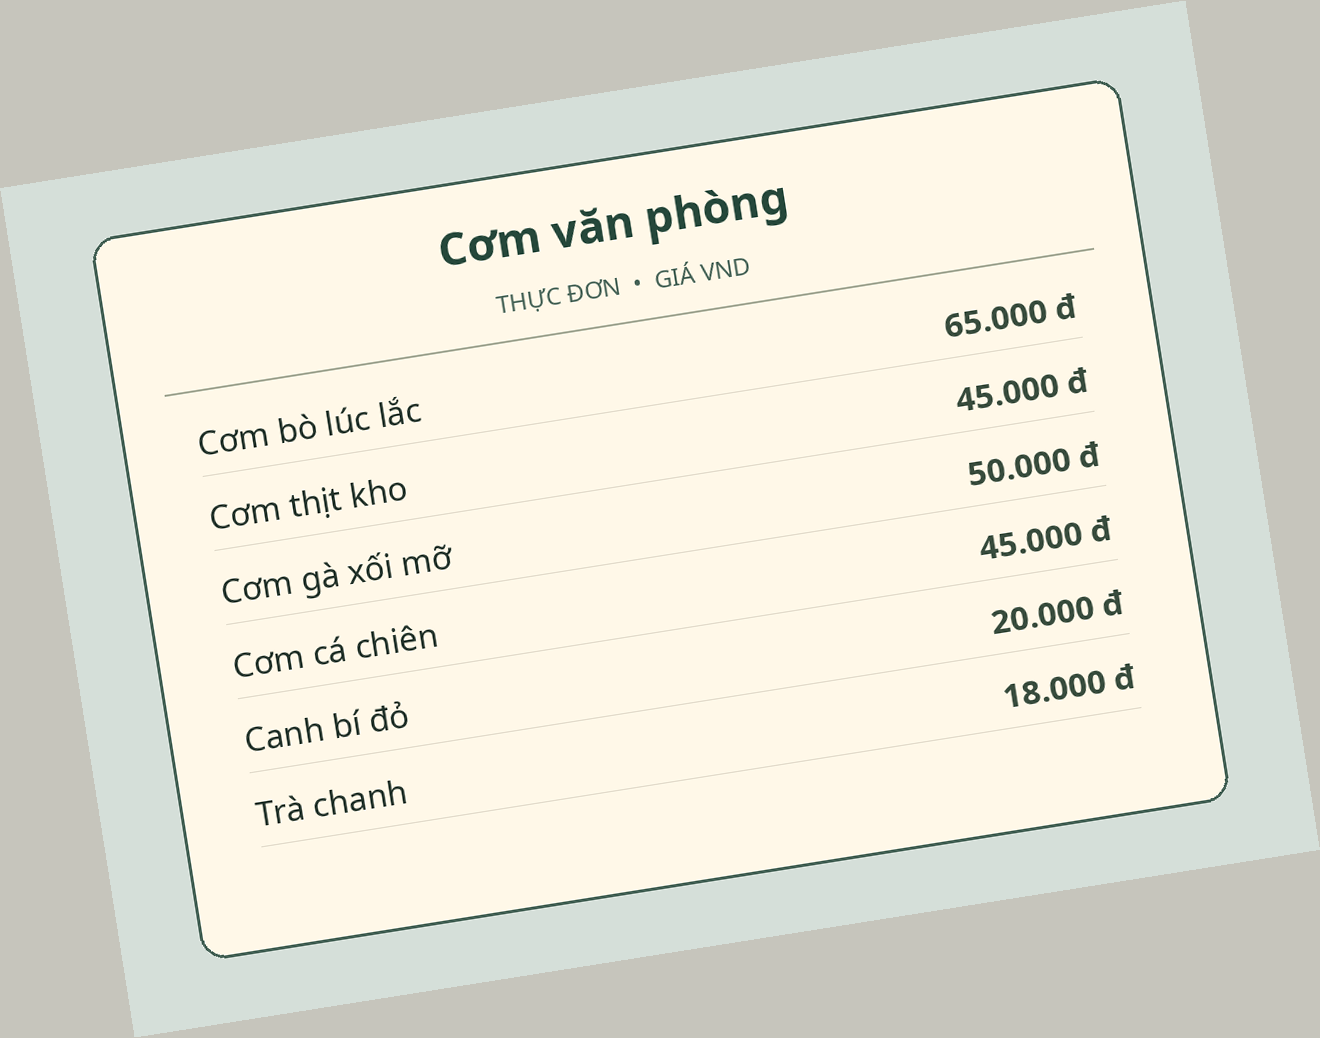 Cơm văn phòng
THỰC ĐƠN • GIÁ VND
Cơm bò lúc lắc 65.000 đ
Cơm thịt kho 45.000 đ
Cơm gà xối mỡ 50.000 đ
Cơm cá chiên 45.000 đ
Canh bí đỏ 20.000 đ
Trà chanh 18.000 đ